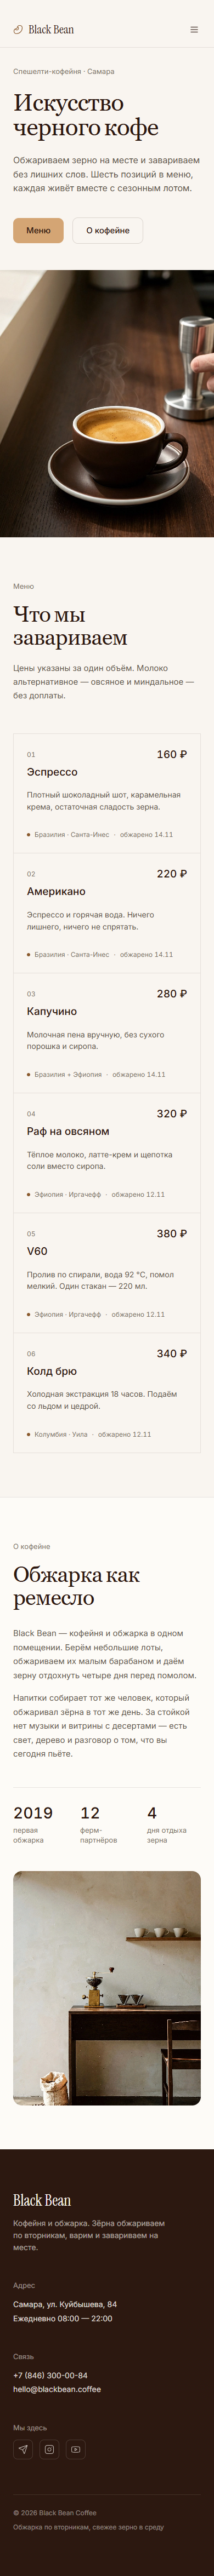 Black Bean
Спешелти-кофейня · Самара
Искусство
черного кофе
Обжариваем зерно на месте и завариваем
без лишних слов. Шесть позиций в меню,
каждая живёт вместе с сезонным лотом.
Меню
О кофейне
Меню
Что мы
завариваем
Цены указаны за один объём. Молоко
альтернативное — овсяное и миндальное —
без доплаты.
01
160 ₽
Эспрессо
Плотный шоколадный шот, карамельная
крема, остаточная сладость зерна.
Бразилия · Санта-Инес · обжарено 14.11
02
220 ₽
Американо
Эспрессо и горячая вода. Ничего
лишнего, ничего не спрятать.
Бразилия · Санта-Инес · обжарено 14.11
03
280 ₽
Капучино
Молочная пена вручную, без сухого
порошка и сиропа.
Бразилия + Эфиопия · обжарено 14.11
04
320 ₽
Раф на овсяном
Тёплое молоко, латте-крем и щепотка
соли вместо сиропа.
Эфиопия · Иргачефф · обжарено 12.11
05
380 ₽
V60
Пролив по спирали, вода 92 °C, помол
мелкий. Один стакан — 220 мл.
Эфиопия · Иргачефф · обжарено 12.11
06
340 ₽
Колд брю
Холодная экстракция 18 часов. Подаём
со льдом и цедрой.
Колумбия · Уила · обжарено 12.11
О кофейне
Обжарка как
ремесло
Black Bean — кофейня и обжарка в одном
помещении. Берём небольшие лоты,
обжариваем их малым барабаном и даём
зерну отдохнуть четыре дня перед помолом.
Напитки собирает тот же человек, который
обжаривал зёрна в тот же день. За стойкой
нет музыки и витрины с десертами — есть
свет, дерево и разговор о том, что вы
сегодня пьёте.
2019 12 4
первая ферм- дня отдыха
обжарка партнёров зерна
Black Bean
Кофейня и обжарка. Зёрна обжариваем
по вторникам, варим и завариваем на
месте.
Адрес
Самара, ул. Куйбышева, 84
Ежедневно 08:00 — 22:00
Связь
+7 (846) 300-00-84
hello@blackbean.coffee
Мы здесь
© 2026 Black Bean Coffee
Обжарка по вторникам, свежее зерно в среду